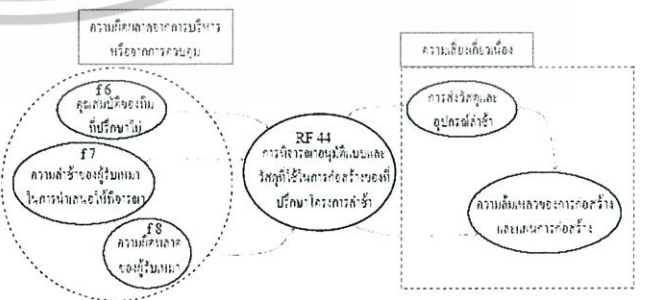 ความผิดพลาดจากการบริหาร
หรือจากการควบคุม
ความเสี่ยงเกี่ยวเนื่อง
f6
คุณสมบัติของทีม
ที่ปรึกษาไม่
f7
ความล่าช้าของผู้รับเหมา
ในการนำเสนอให้พิจารณา
f8
ความผิดพลาด
ของผู้รับเหมา
RF 44
การพิจารณาอนุมัติแบบและ
วัสดุที่ใช้ในการก่อสร้างของที่
ปรึกษาโครงการล่าช้า
การส่งวัสดุและ
อุปกรณ์ล่าช้า
ความล้มเหลวของการก่อสร้าง
และแผนการก่อสร้าง